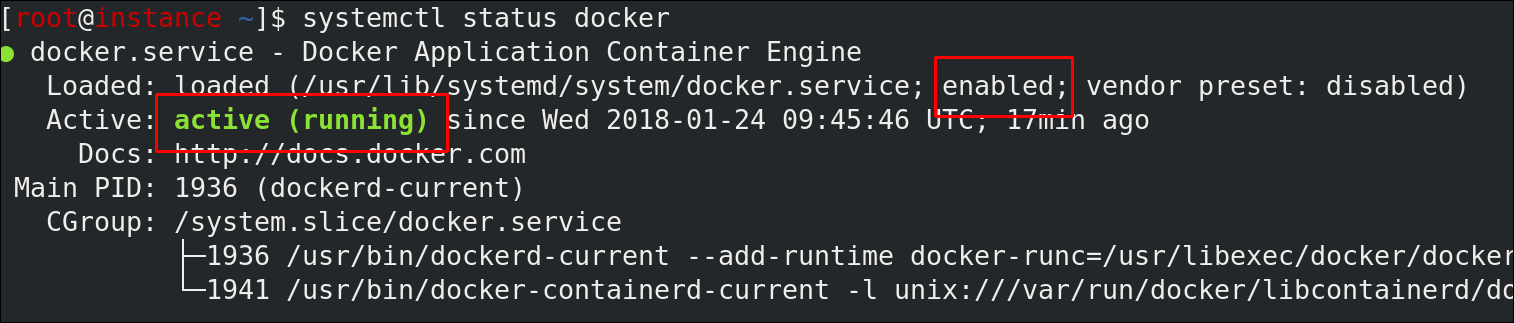 [root@instance ~]$ systemctl status docker
● docker.service - Docker Application Container Engine
   Loaded: loaded (/usr/lib/systemd/system/docker.service; enabled; vendor preset: disabled)
   Active: active (running) since Wed 2018-01-24 09:45:46 UTC; 17min ago
     Docs: http://docs.docker.com
 Main PID: 1936 (dockerd-current)
   CGroup: /system.slice/docker.service
           ├─1936 /usr/bin/dockerd-current --add-runtime docker-runc=/usr/libexec/docker/docker
           └─1941 /usr/bin/docker-containerd-current -l unix:///var/run/docker/libcontainerd/do